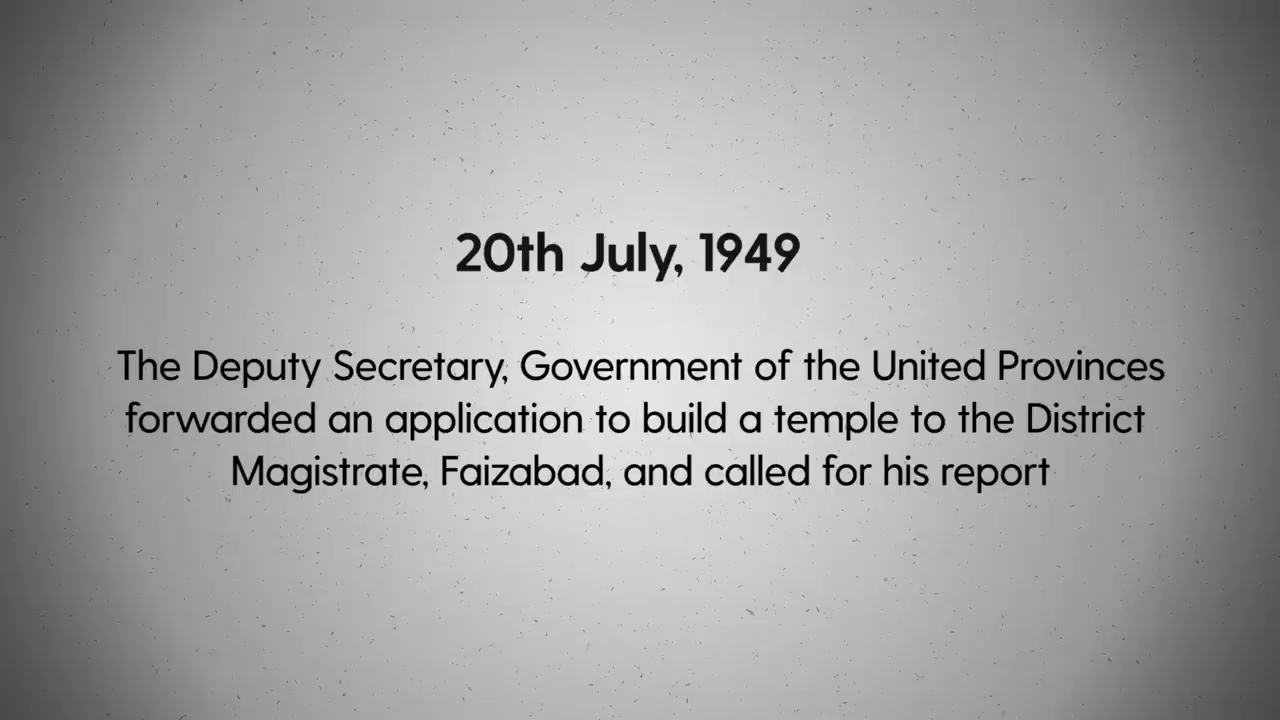 20th July, 1949
The Deputy Secretary, Government of the United Provinces
forwarded an application to build a temple to the District
Magistrate, Faizabad, and called for his report